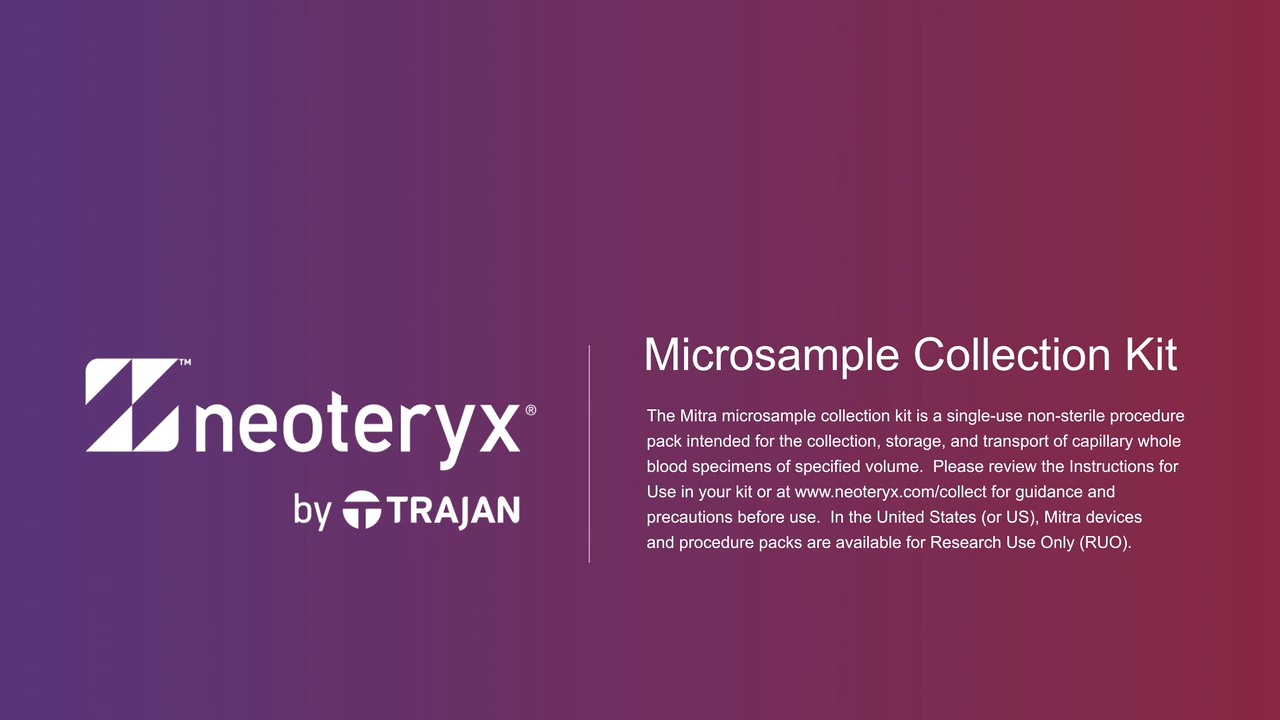 neoteryx®
by TRAJAN
Microsample Collection Kit
The Mitra microsample collection kit is a single-use non-sterile procedure
pack intended for the collection, storage, and transport of capillary whole
blood specimens of specified volume.  Please review the Instructions for
Use in your kit or at www.neoteryx.com/collect for guidance and
precautions before use.  In the United States (or US), Mitra devices
and procedure packs are available for Research Use Only (RUO).